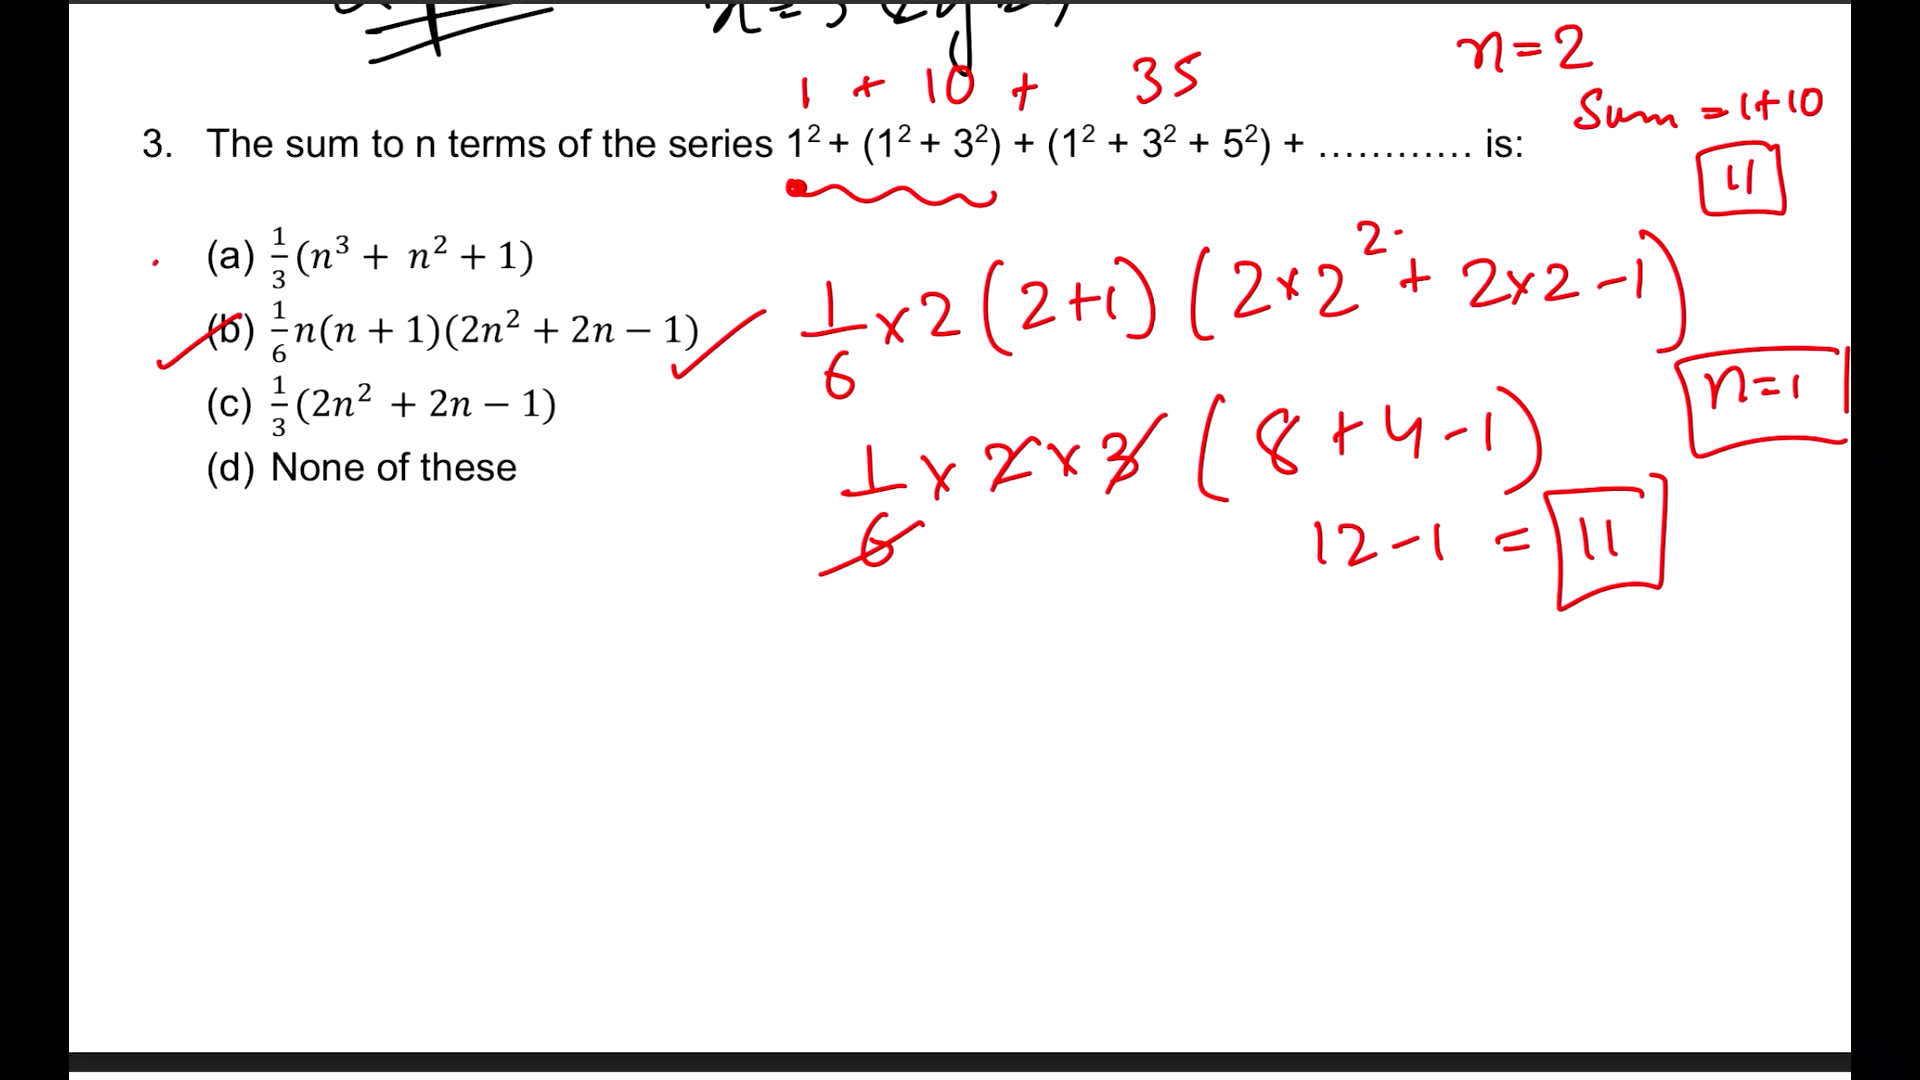 n=2
1 + 10 + 35
Sum = 1+10
3. The sum to n terms of the series 1² + (1² + 3²) + (1² + 3² + 5²) + ………… is:
11
(a) 1/3 (n³ + n² + 1)
1/6 × 2 (2+1) (2×2² + 2×2 − 1)
(b) 1/6 n(n + 1)(2n² + 2n − 1)
n=1
(c) 1/3 (2n² + 2n − 1)
1/6 × 2 × 3 (8 + 4 − 1)
(d) None of these
12 − 1 = 11